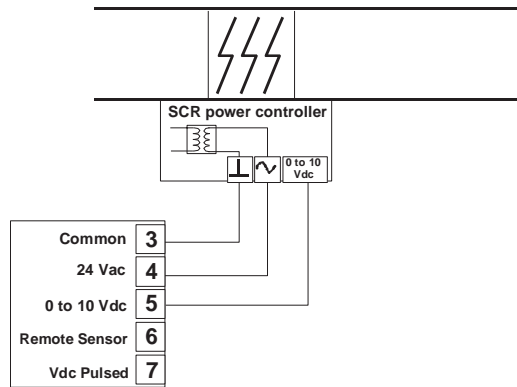 SCR power controller
0 to 10
Vdc
Common 3
24 Vac 4
0 to 10 Vdc 5
Remote Sensor 6
Vdc Pulsed 7